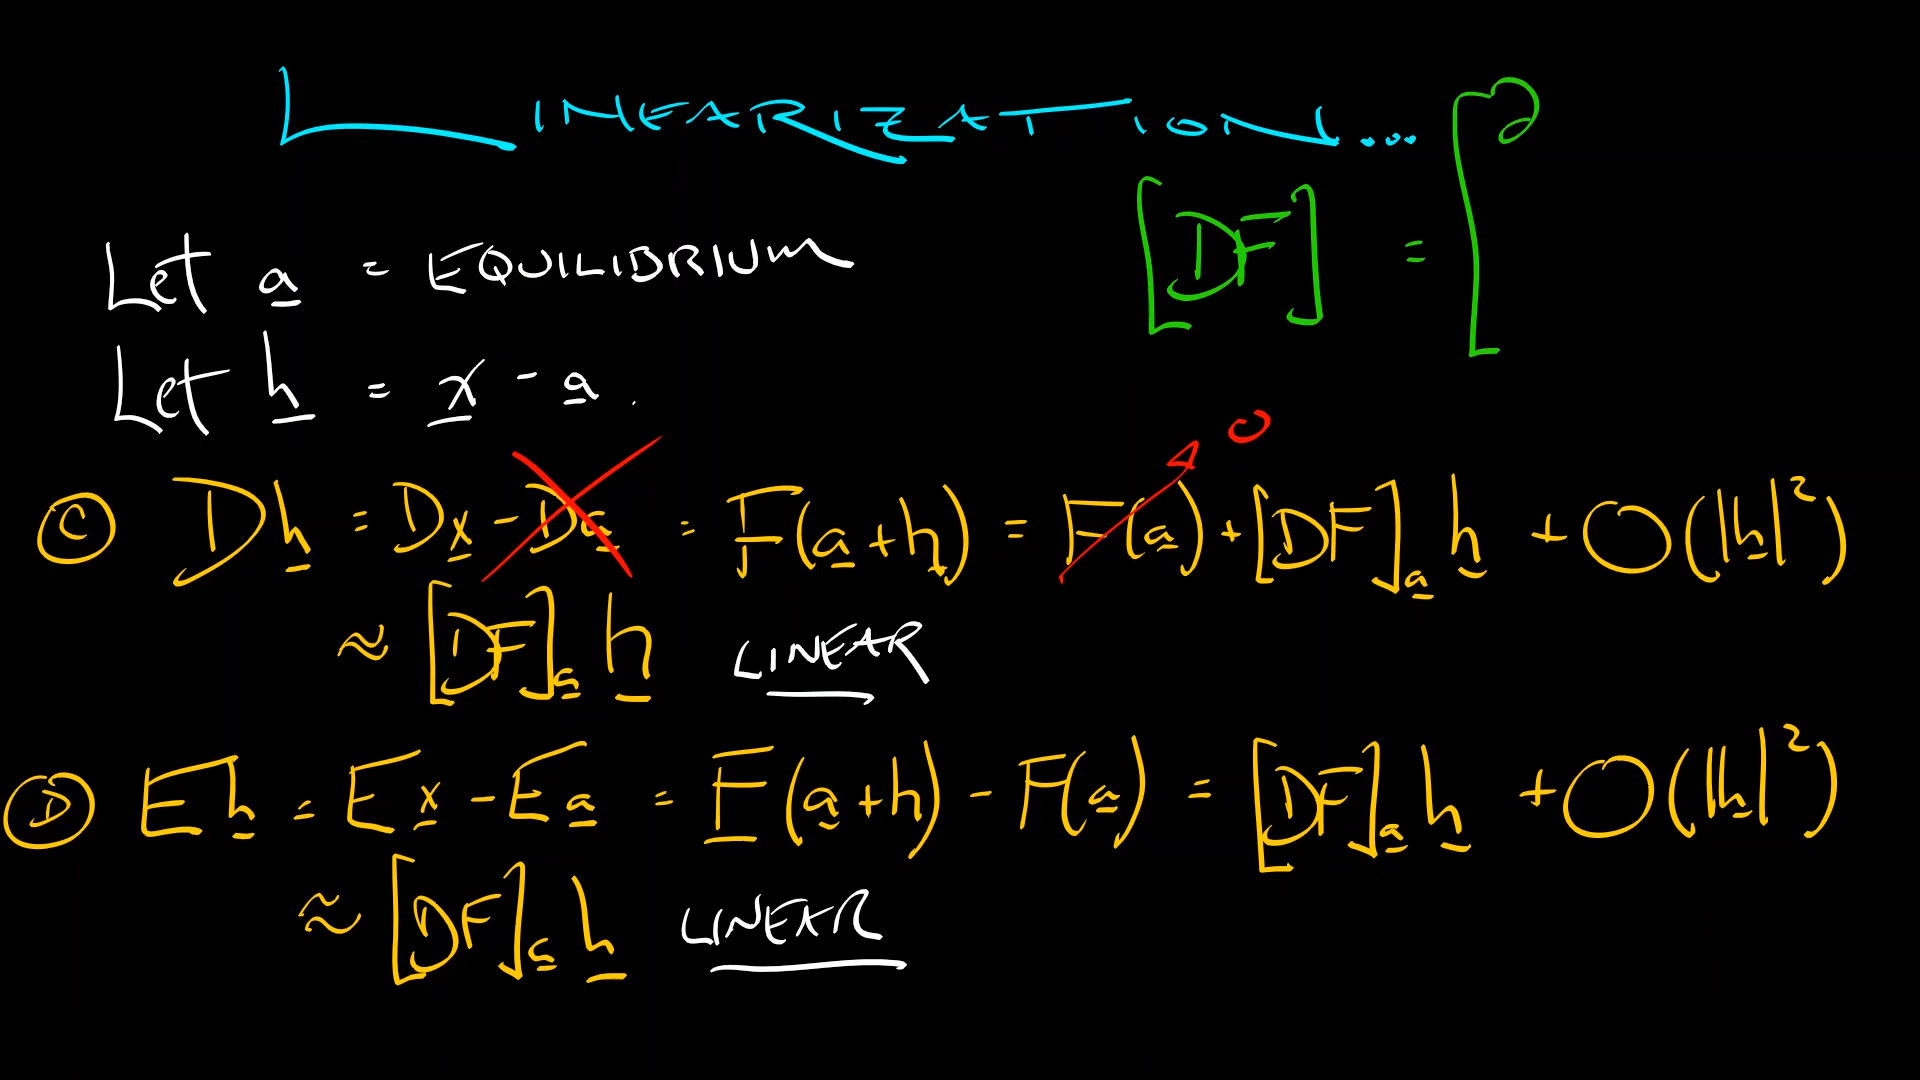 LINEARIZATION...
[DF] = [∂
Let a = EQUILIBRIUM
Let h = x - a.
Ⓒ Dh = Dx - Da = F(a+h) = F(a) 0 + [DF]a h + O(|h|²)
≈ [DF]a h LINEAR
Ⓓ Eh = Ex - Ea = F(a+h) - F(a) = [DF]a h + O(|h|²)
≈ [DF]a h LINEAR